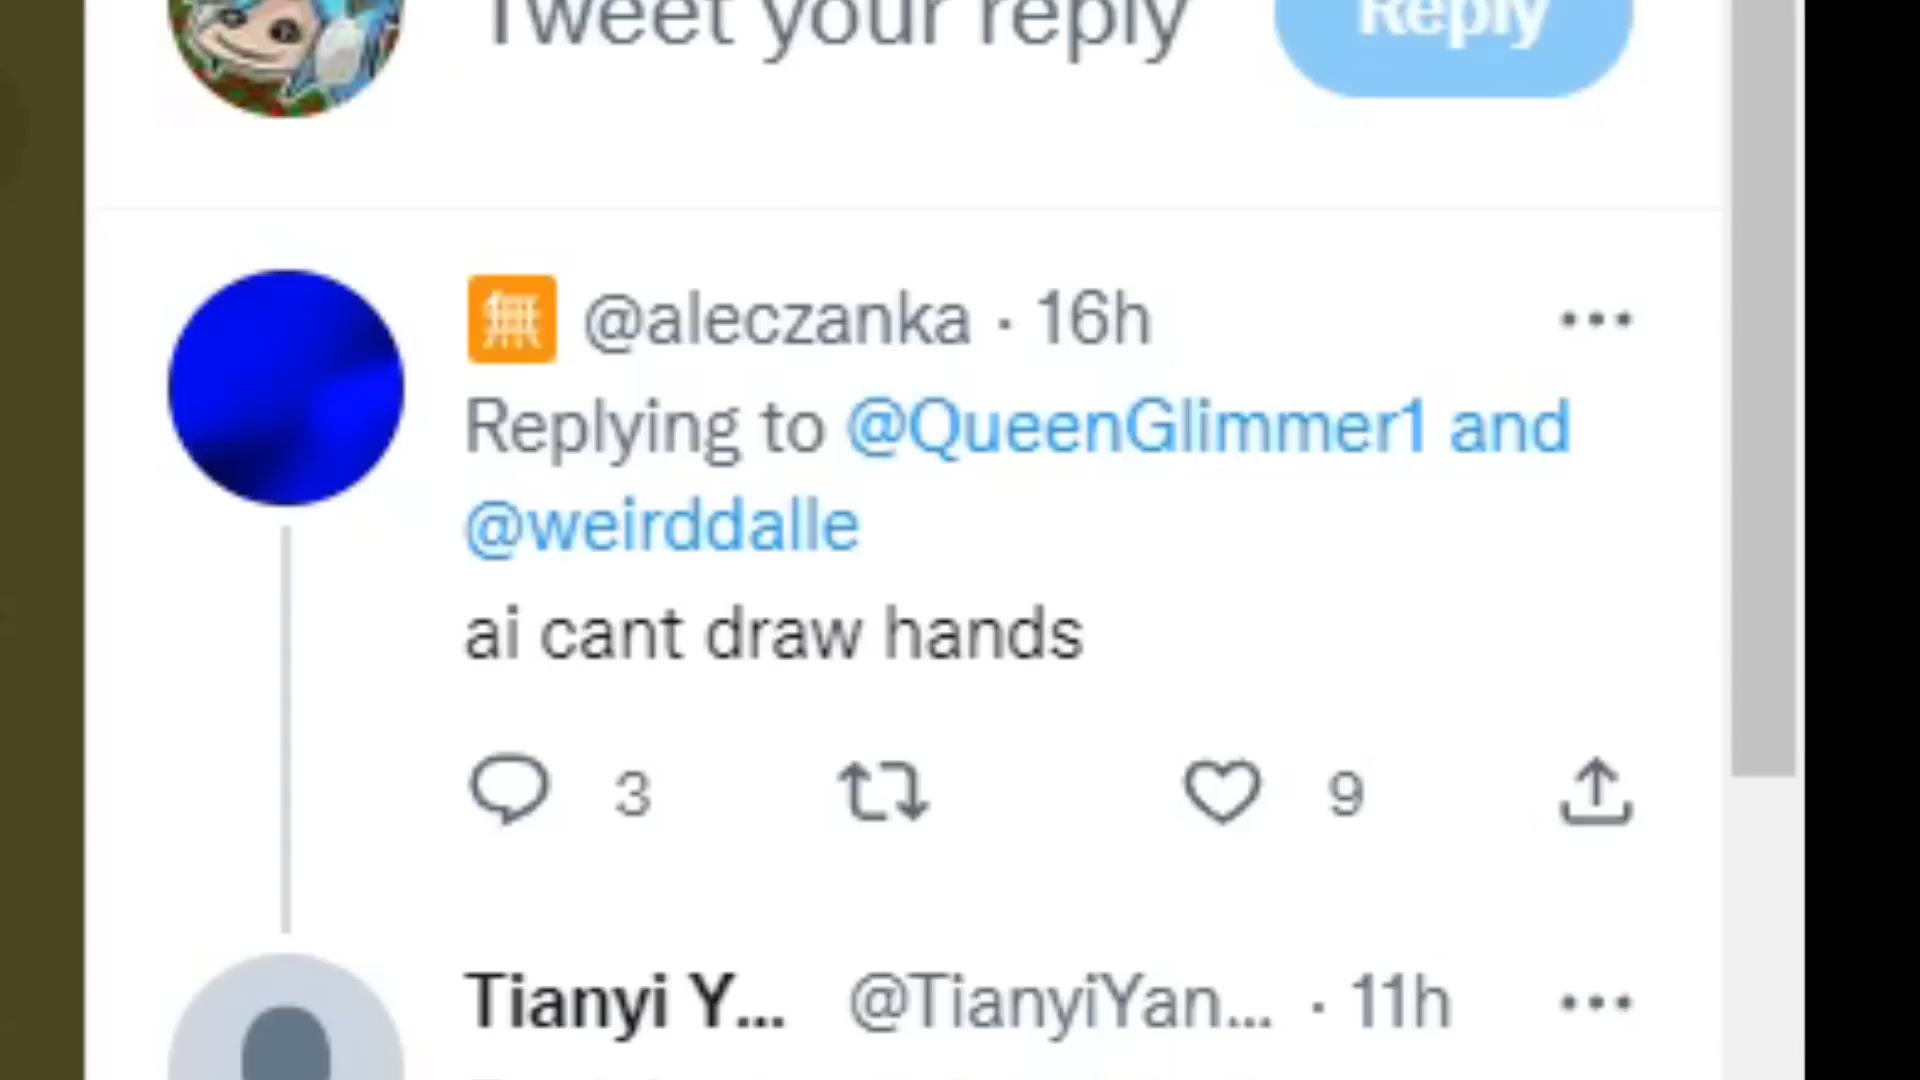 Tweet your reply Reply
無 @aleczanka · 16h
Replying to @QueenGlimmer1 and
@weirddalle
ai cant draw hands
3 9
Tianyi Y... @TianyiYan... · 11h